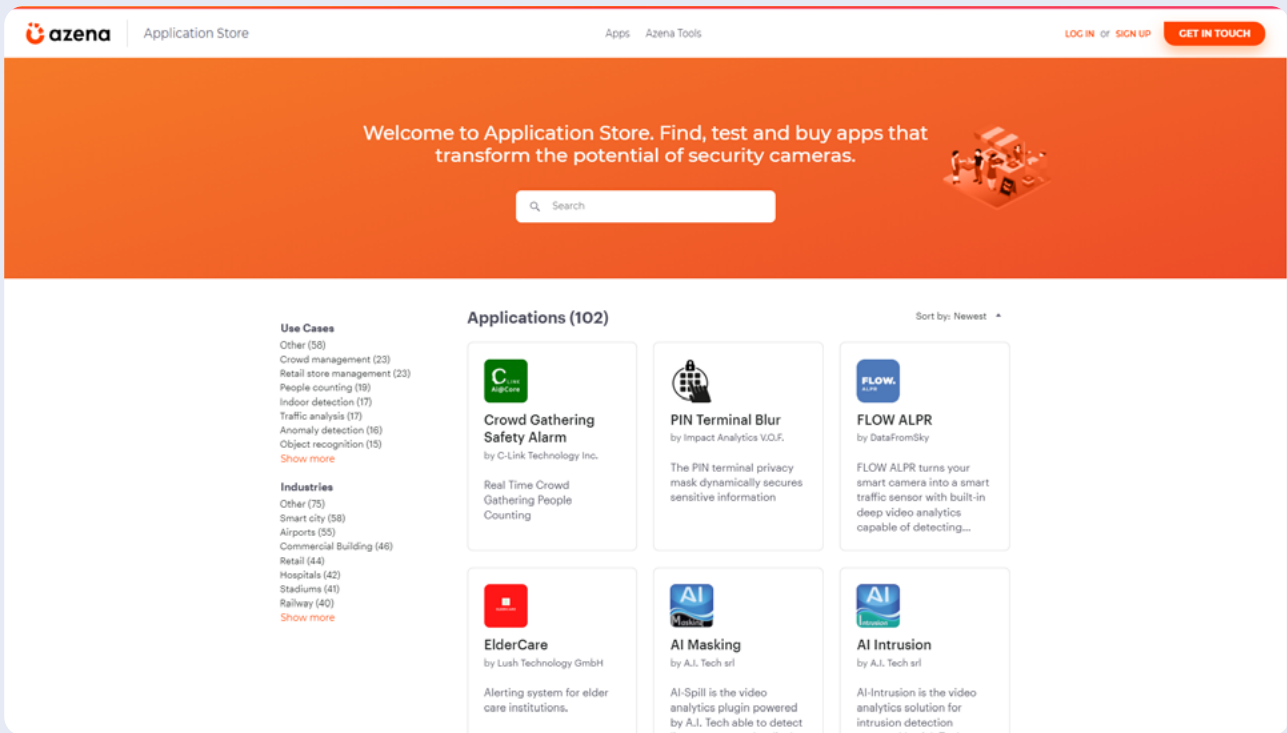 azena
Application Store
Apps
Azena Tools
LOG IN or SIGN UP
GET IN TOUCH
Welcome to Application Store. Find, test and buy apps that
transform the potential of security cameras.
Search
Use Cases
Other (58)
Crowd management (23)
Retail store management (23)
People counting (19)
Indoor detection (17)
Traffic analysis (17)
Anomaly detection (16)
Object recognition (15)
Show more
Industries
Other (75)
Smart city (58)
Airports (55)
Commercial Building (46)
Retail (44)
Hospitals (42)
Stadiums (41)
Railway (40)
Show more
Applications (102)
Sort by: Newest
C LINK
AI@Core
Crowd Gathering
Safety Alarm
by C-Link Technology Inc.
Real Time Crowd
Gathering People
Counting
PIN Terminal Blur
by Impact Analytics V.O.F.
The PIN terminal privacy
mask dynamically secures
sensitive information
FLOW.
ALPR
FLOW ALPR
by DataFromSky
FLOW ALPR turns your
smart camera into a smart
traffic sensor with built-in
deep video analytics
capable of detecting...
ElderCare
by Lush Technology GmbH
Alerting system for elder
care institutions.
AI
Masking
AI Masking
by A.I. Tech srl
AI-Spill is the video
analytics plugin powered
by A.I. Tech able to detect
AI
Intrusion
AI Intrusion
by A.I. Tech srl
AI-Intrusion is the video
analytics solution for
intrusion detection